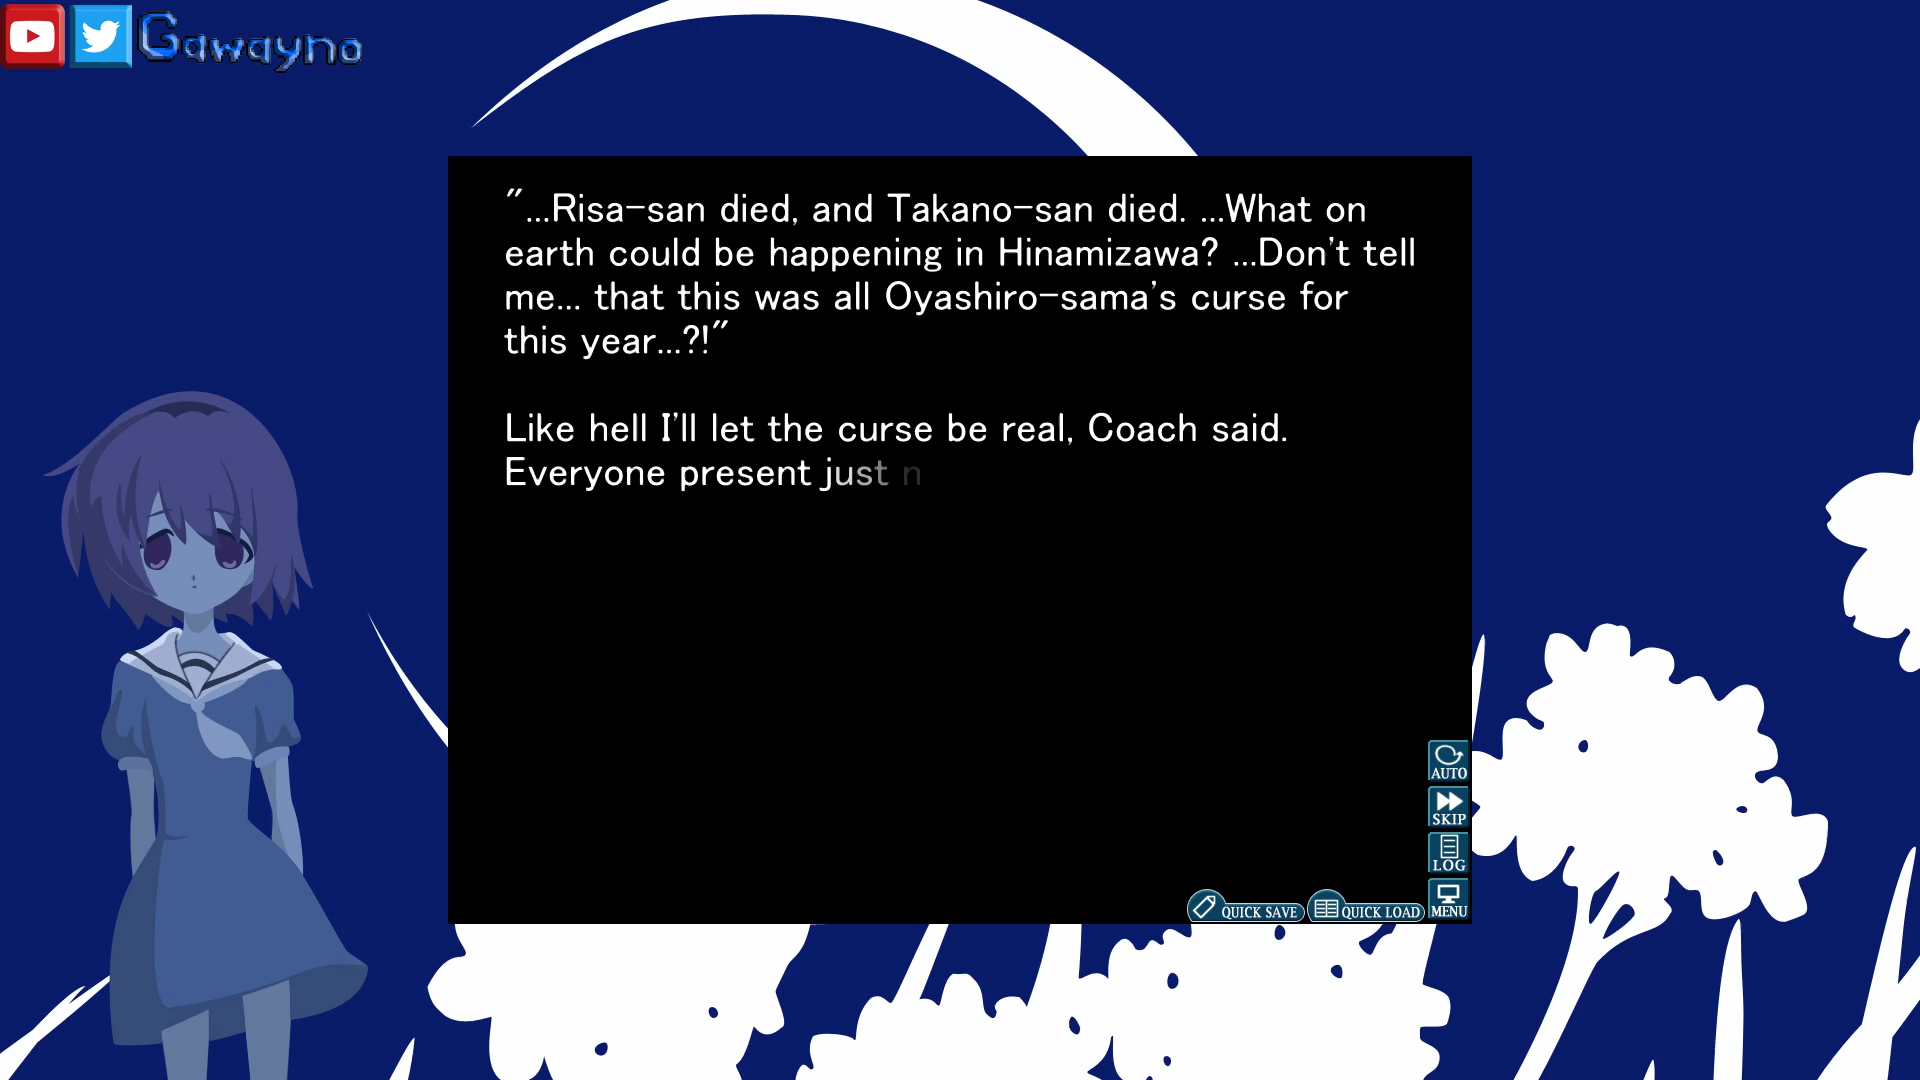 Gawayno
"...Risa-san died, and Takano-san died. ...What on
earth could be happening in Hinamizawa? ...Don't tell
me... that this was all Oyashiro-sama's curse for
this year...?!"
Like hell I'll let the curse be real, Coach said.
Everyone present just n
AUTO
SKIP
LOG
MENU
QUICK SAVE
QUICK LOAD